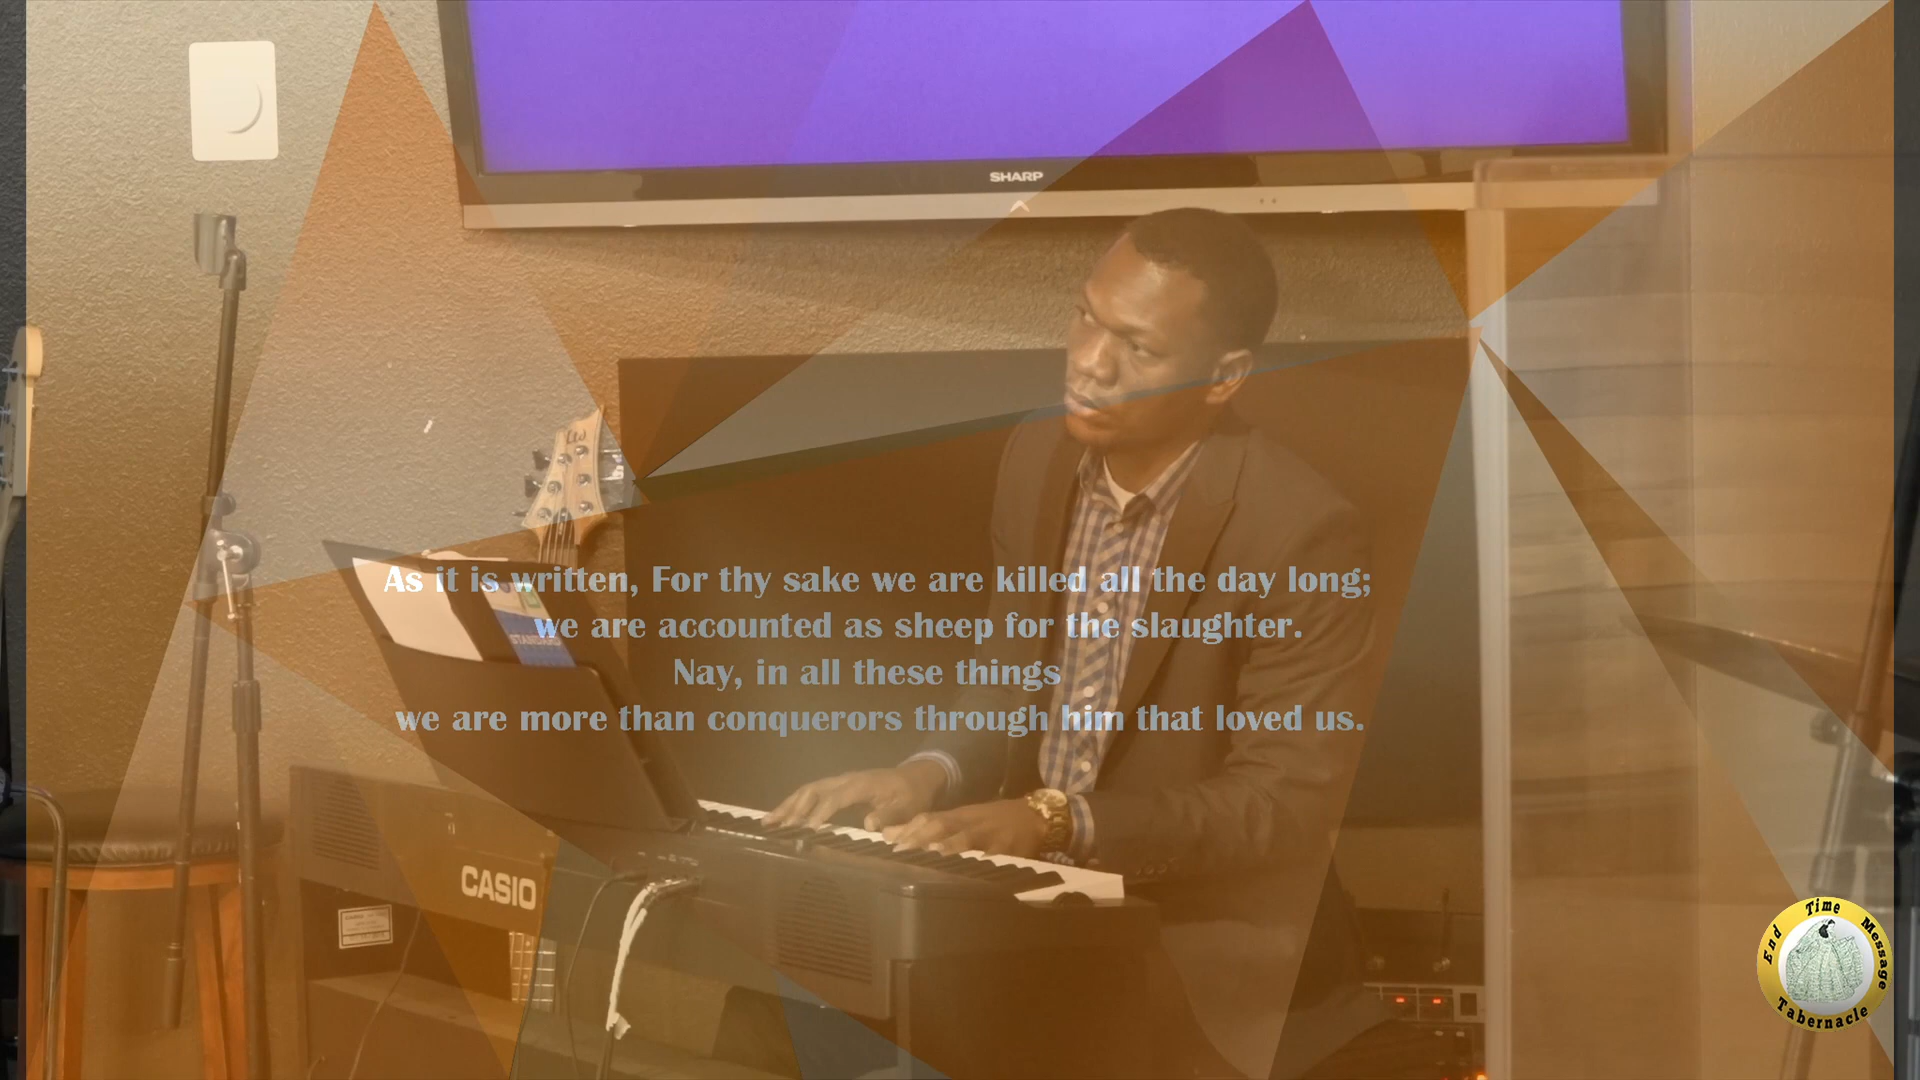 SHARP
As it is written, For thy sake we are killed all the day long;
we are accounted as sheep for the slaughter.
Nay, in all these things
we are more than conquerors through him that loved us.
CASIO
End Time Message
Tabernacle